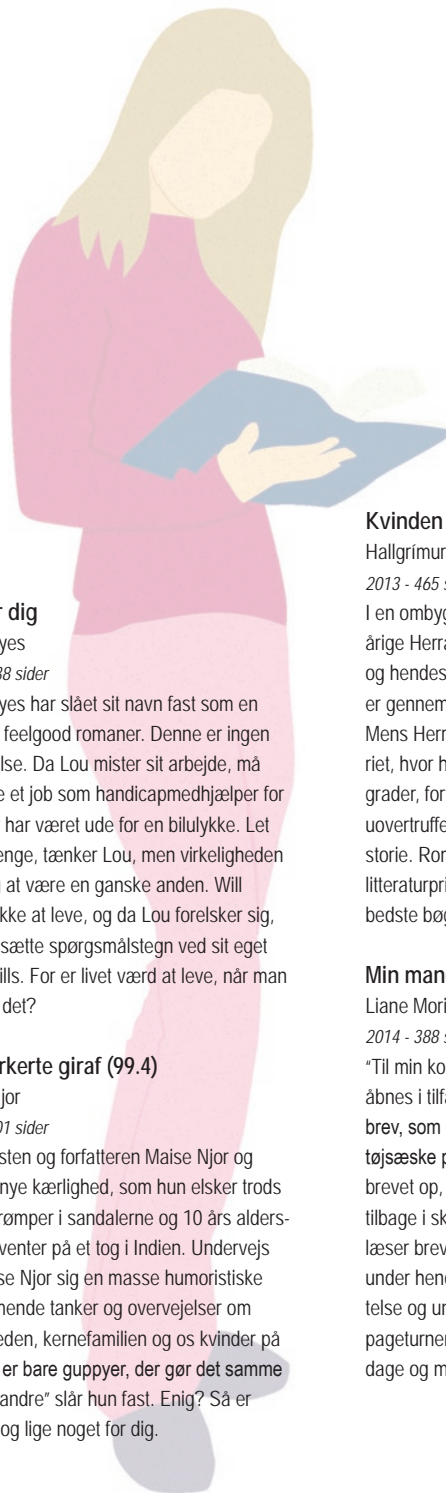 r dig
yes
38 sider
yes har slået sit navn fast som en
feelgood romaner. Denne er ingen
lse. Da Lou mister sit arbejde, må
e et job som handicapmedhjælper for
har været ude for en bilulykke. Let
enge, tænker Lou, men virkeligheden
g at være en ganske anden. Will
kke at leve, og da Lou forelsker sig,
sætte spørgsmålstegn ved sit eget
ills. For er livet værd at leve, når man
det?
rkerte giraf (99.4)
jor
01 sider
sten og forfatteren Maise Njor og
nye kærlighed, som hun elsker trods
rømper i sandalerne og 10 års alders-
venter på et tog i Indien. Undervejs
se Njor sig en masse humoristiske
nende tanker og overvejelser om
eden, kernefamilien og os kvinder på
er bare guppyer, der gør det samme
andre” slår hun fast. Enig? Så er
og lige noget for dig.
Kvinden
Hallgrímur
2013 - 465 s
I en ombyg
årige Herra
og hendes
er gennem
Mens Herr
riet, hvor h
grader, for
uovertruffe
storie. Ror
litteraturpri
bedste bøg
Min man
Liane Mori
2014 - 388 s
“Til min ko
åbnes i tilfa
brev, som
tøjsæske p
brevet op,
tilbage i sk
læser brev
under hend
telse og un
pageturner
dage og m